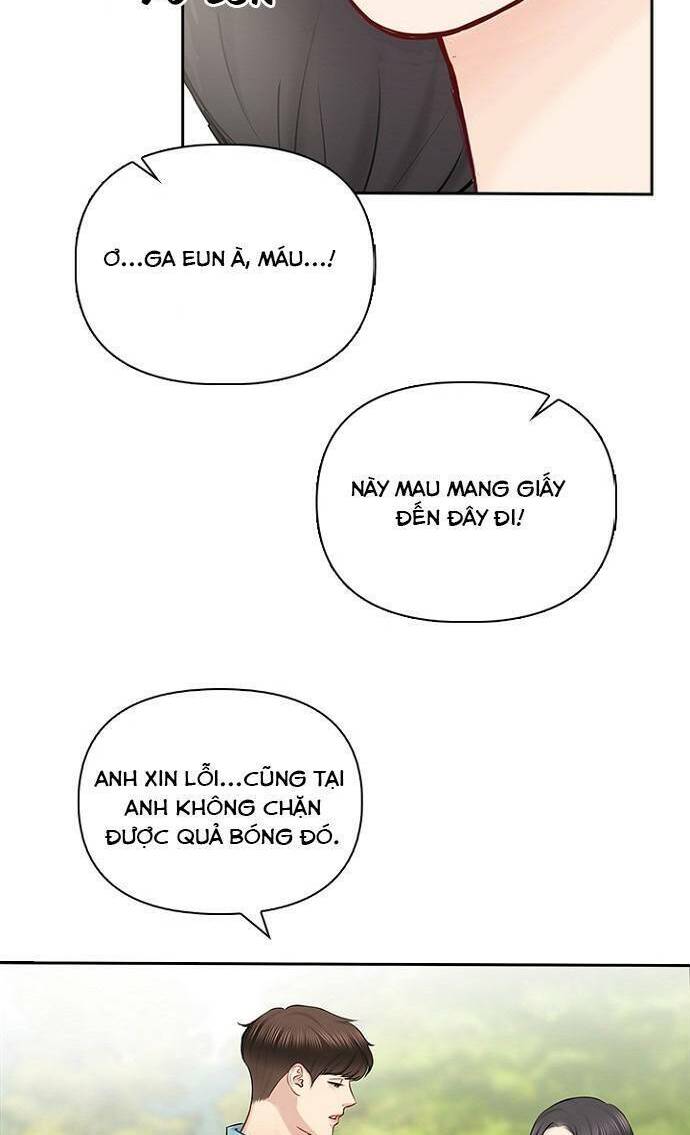 Ơ...GA EUN À, MÁU...!
NÀY MAU MANG GIẤY
ĐẾN ĐÂY ĐI!
ANH XIN LỖI...CŨNG TẠI
ANH KHÔNG CHẶN
ĐƯỢC QUẢ BÓNG ĐÓ.